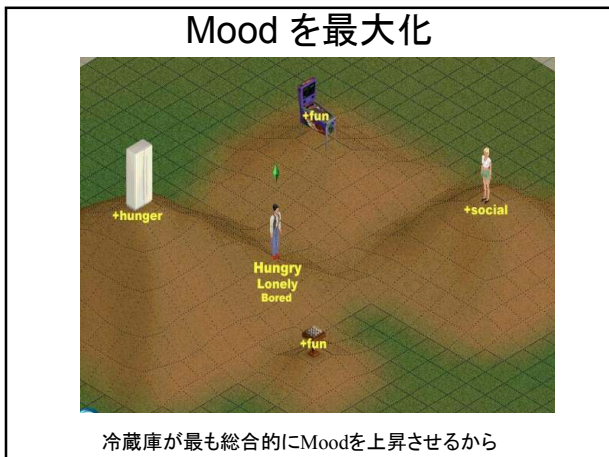 Mood を最大化
+fun
+hunger
+social
Hungry
Lonely
Bored
+fun
冷蔵庫が最も総合的にMoodを上昇させるから